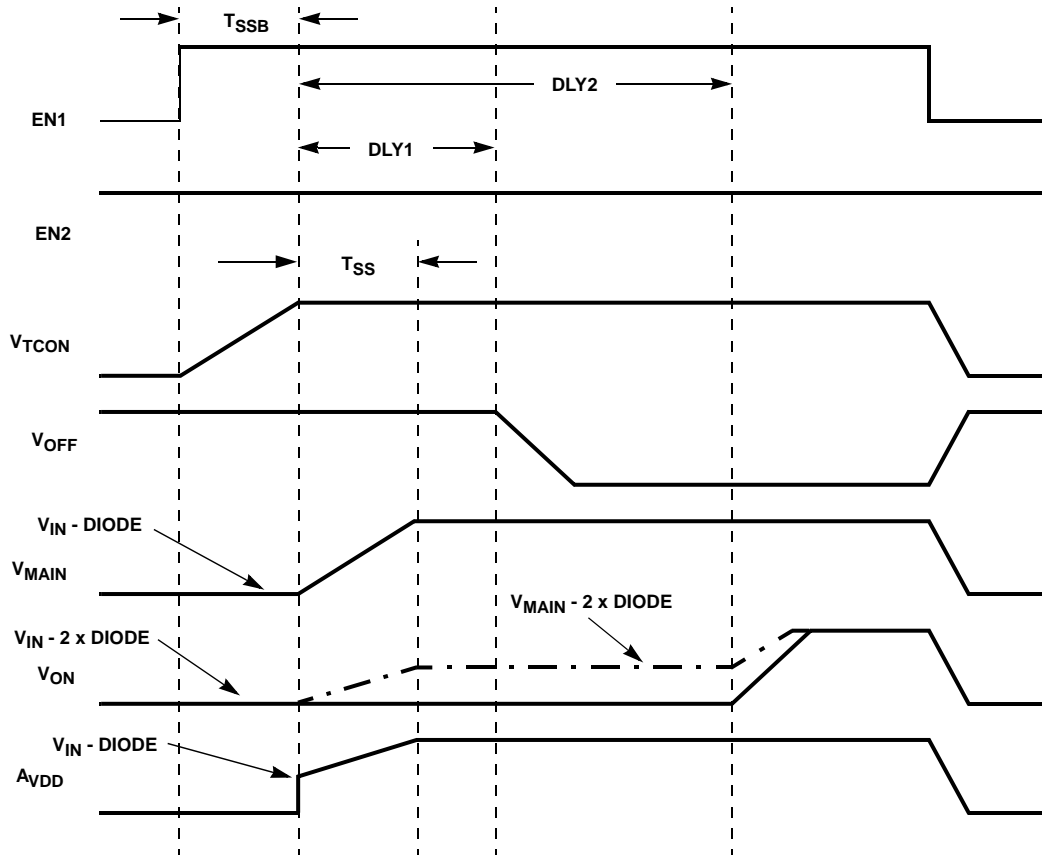 TSSB
DLY2
EN1
DLY1
EN2
TSS
VTCON
VOFF
VIN - DIODE
VMAIN
VMAIN - 2 x DIODE
VIN - 2 x DIODE
VON
VIN - DIODE
AVDD